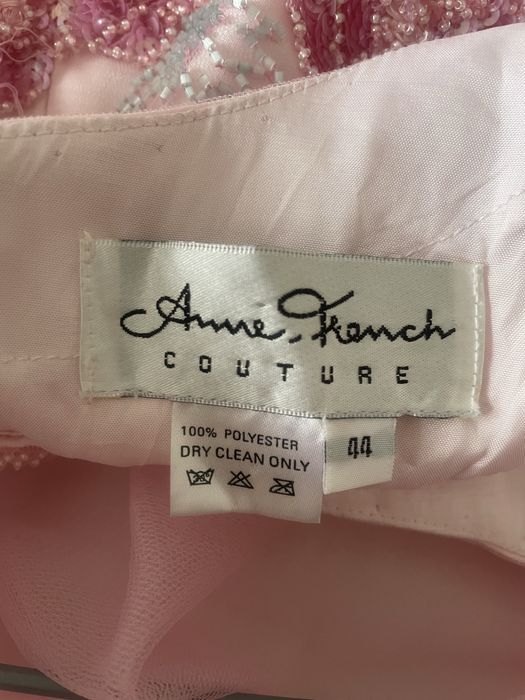 Anne French
COUTURE
100% POLYESTER
DRY CLEAN ONLY
44